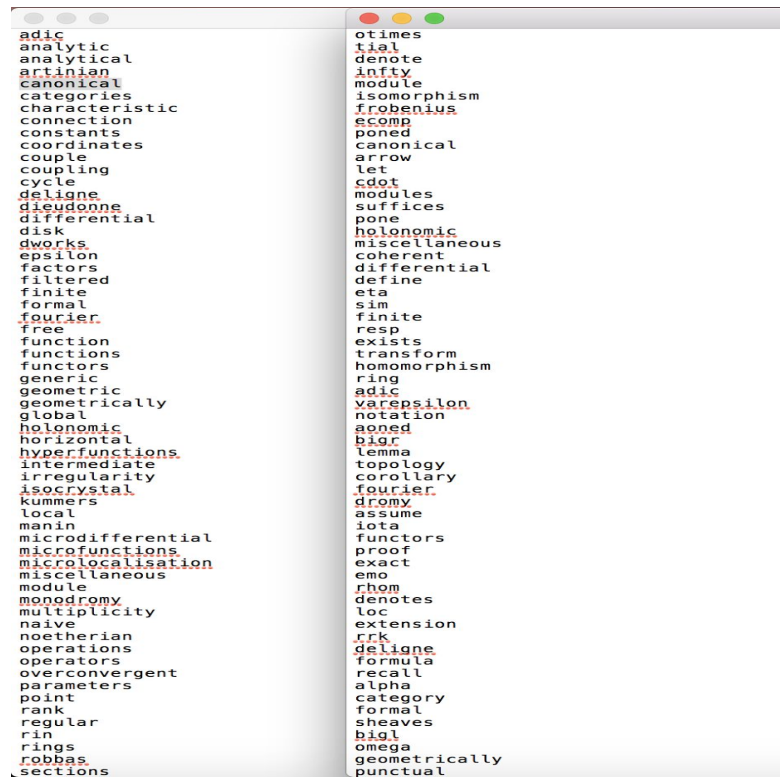 adic
analytic
analytical
artinian
canonical
categories
characteristic
connection
constants
coordinates
couple
coupling
cycle
deligne
dieudonne
differential
disk
dworks
epsilon
factors
filtered
finite
formal
fourier
free
function
functions
functors
generic
geometric
geometrically
global
holonomic
horizontal
hyperfunctions
intermediate
irregularity
isocrystal
kummers
local
manin
microdifferential
microfunctions
microlocalisation
miscellaneous
module
monodromy
multiplicity
naive
noetherian
operations
operators
overconvergent
parameters
point
rank
regular
rin
rings
robbas
sections
otimes
tial
denote
infty
module
isomorphism
frobenius
ecomp
poned
canonical
arrow
let
cdot
modules
suffices
pone
holonomic
miscellaneous
coherent
differential
define
eta
sim
finite
resp
exists
transform
homomorphism
ring
adic
varepsilon
notation
aoned
bigr
lemma
topology
corollary
fourier
dromy
assume
iota
functors
proof
exact
emo
rhom
denotes
loc
extension
rrk
deligne
formula
recall
alpha
category
formal
sheaves
bigl
omega
geometrically
punctual